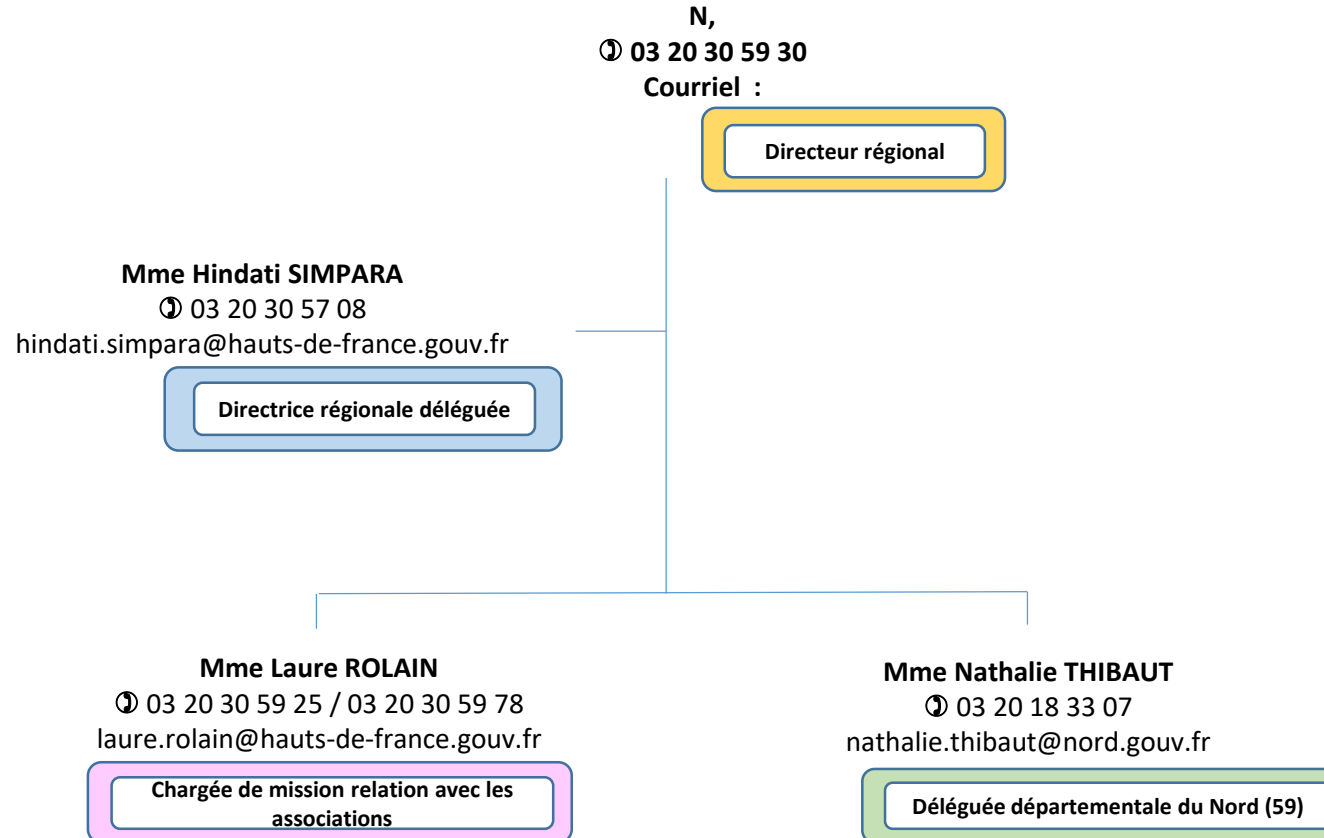 N,
✆ 03 20 30 59 30
Courriel :
Directeur régional
Mme Hindati SIMPARA
✆ 03 20 30 57 08
hindati.simpara@hauts-de-france.gouv.fr
Directrice régionale déléguée
Mme Laure ROLAIN
✆ 03 20 30 59 25 / 03 20 30 59 78
laure.rolain@hauts-de-france.gouv.fr
Chargée de mission relation avec les
associations
Mme Nathalie THIBAUT
✆ 03 20 18 33 07
nathalie.thibaut@nord.gouv.fr
Déléguée départementale du Nord (59)